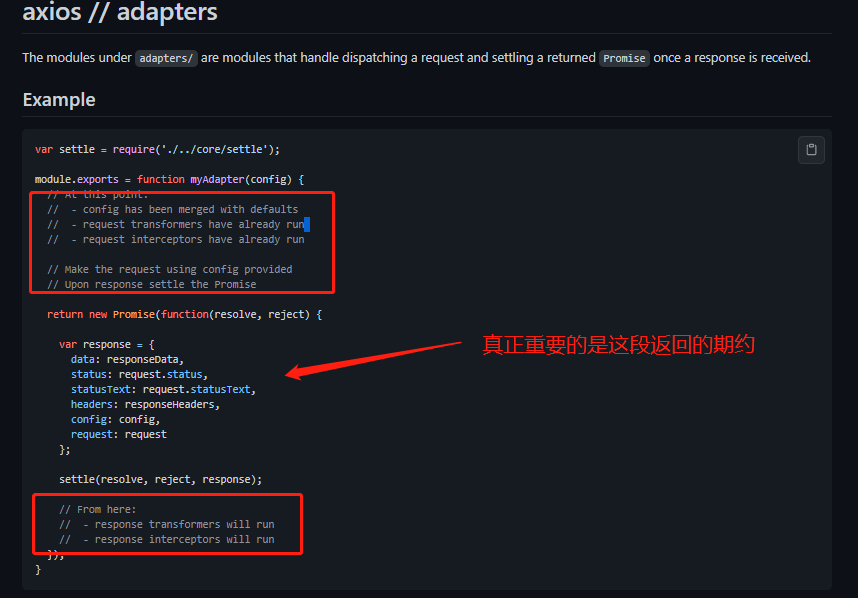 axios // adapters
The modules under adapters/ are modules that handle dispatching a request and settling a returned Promise once a response is received.
Example
var settle = require('./../core/settle');
module.exports = function myAdapter(config) {
// At this point:
//  - config has been merged with defaults
//  - request transformers have already run
//  - request interceptors have already run
// Make the request using config provided
// Upon response settle the Promise
return new Promise(function(resolve, reject) {
var response = {
data: responseData,
status: request.status,
statusText: request.statusText,
headers: responseHeaders,
config: config,
request: request
};
真正重要的是这段返回的期约
settle(resolve, reject, response);
// From here:
//  - response transformers will run
//  - response interceptors will run
});
}